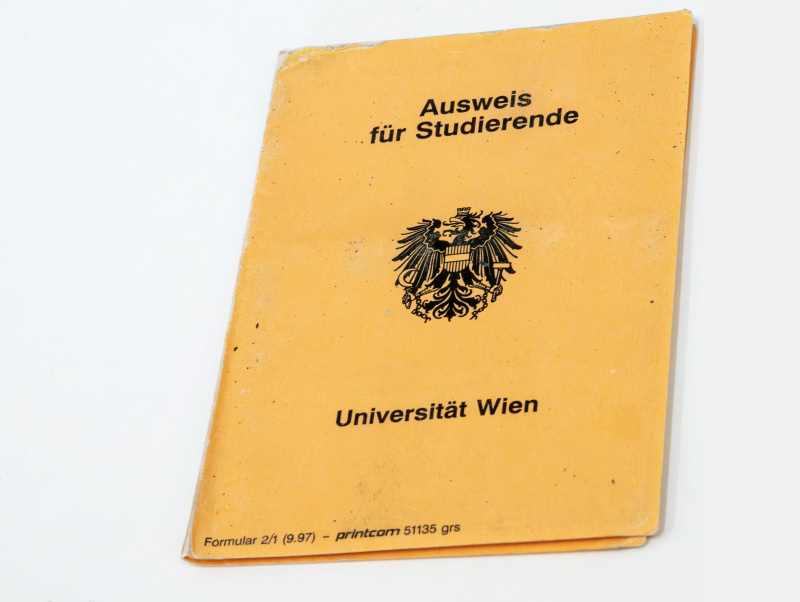 Ausweis
für Studierende
Universität Wien
Formular 2/1 (9.97) – printcom 51135 grs